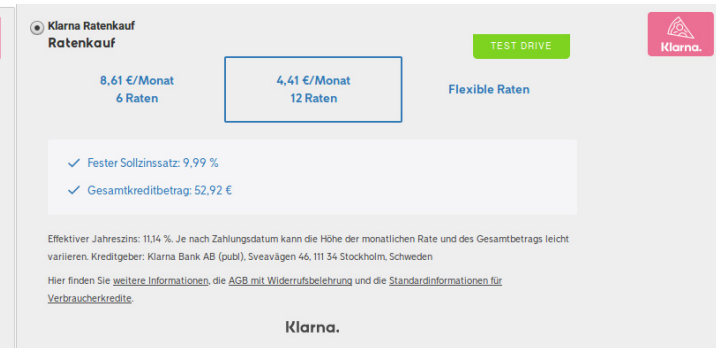 Klarna Ratenkauf
Ratenkauf
TEST DRIVE
Klarna.
8,61 €/Monat
6 Raten
4,41 €/Monat
12 Raten
Flexible Raten
Fester Sollzinssatz: 9,99 %
Gesamtkreditbetrag: 52,92 €
Effektiver Jahreszins: 11,14 %. Je nach Zahlungsdatum kann die Höhe der monatlichen Rate und des Gesamtbetrags leicht
variieren. Kreditgeber: Klarna Bank AB (publ), Sveavägen 46, 111 34 Stockholm, Schweden
Hier finden Sie weitere Informationen, die AGB mit Widerrufsbelehrung und die Standardinformationen für
Verbraucherkredite.
Klarna.